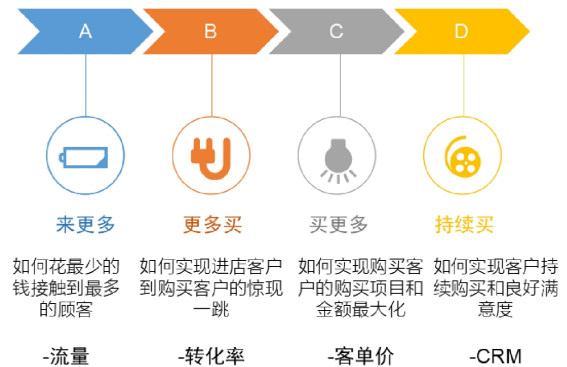 A
B
C
D
来更多
更多买
买更多
持续买
如何花最少的
钱接触到最多
的顾客
如何实现进店客户
到购买客户的惊现
一跳
如何实现购买客
户的购买项目和
金额最大化
如何实现客户持
续购买和良好满
意度
-流量
-转化率
-客单价
-CRM